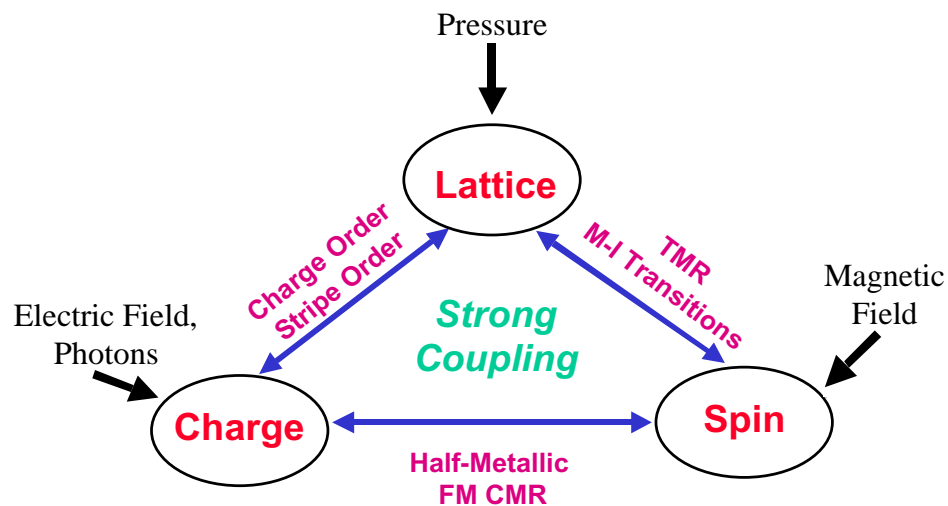 Pressure
Lattice
Charge Order
Stripe Order
TMR
M-I Transitions
Electric Field,
Photons
Strong
Coupling
Magnetic
Field
Charge
Spin
Half-Metallic
FM CMR